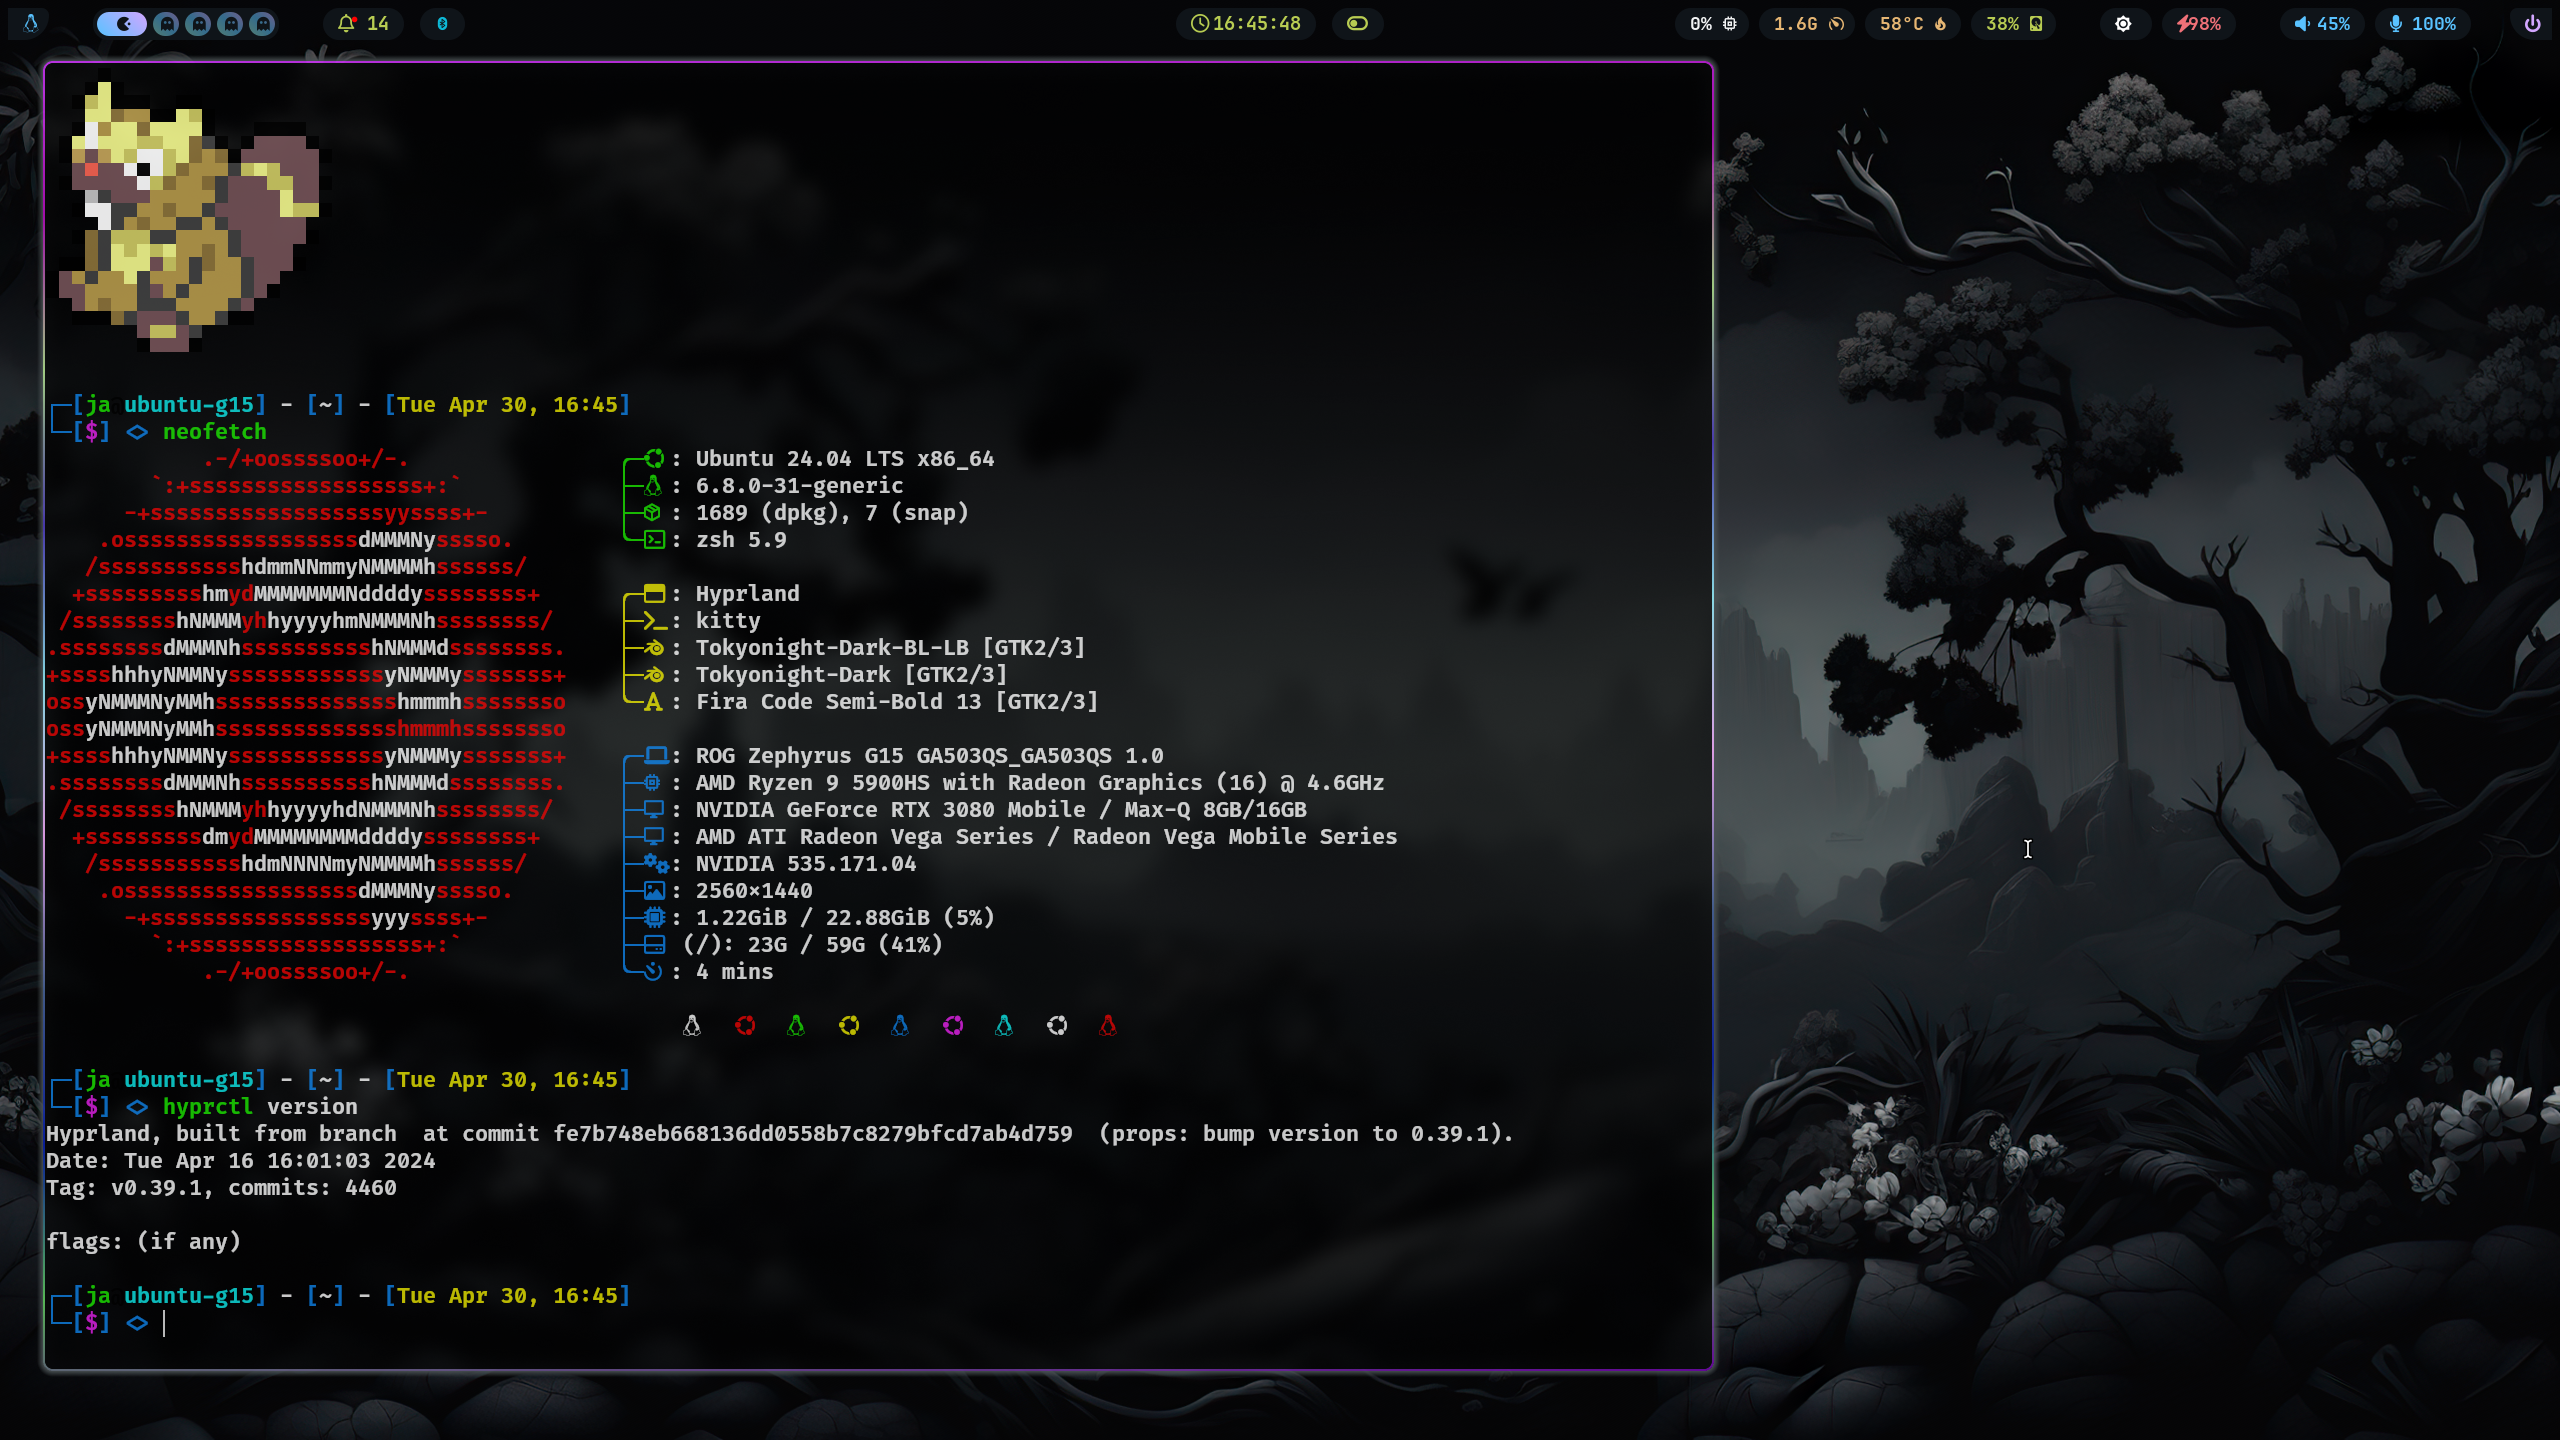 14
16:45:48
0%
1.6G
58°C
38%
98%
45%
100%
[ja ubuntu-g15] - [~] - [Tue Apr 30, 16:45]
[$] <> neofetch
.-/+oossssoo+/-.
: Ubuntu 24.04 LTS x86_64
`:+ssssssssssssssssss+:`
: 6.8.0-31-generic
-+ssssssssssssssssssyyssss+-
: 1689 (dpkg), 7 (snap)
.ossssssssssssssssssdMMMNysssso.
: zsh 5.9
/ssssssssssshdmmNNmmyNMMMMhssssss/
+ssssssssshmydMMMMMMMNddddyssssssss+
: Hyprland
/sssssssshNMMMyhhyyyyhmNMMMNhssssssss/
: kitty
.ssssssssdMMMNhsssssssssshNMMMdssssssss.
: Tokyonight-Dark-BL-LB [GTK2/3]
+sssshhhyNMMNyssssssssssssyNMMMysssssss+
: Tokyonight-Dark [GTK2/3]
ossyNMMMNyMMhsssssssssssssshmmmhssssssso
: Fira Code Semi-Bold 13 [GTK2/3]
ossyNMMMNyMMhsssssssssssssshmmmhssssssso
+sssshhhyNMMNyssssssssssssyNMMMysssssss+
: ROG Zephyrus G15 GA503QS_GA503QS 1.0
.ssssssssdMMMNhsssssssssshNMMMdssssssss.
: AMD Ryzen 9 5900HS with Radeon Graphics (16) @ 4.6GHz
/sssssssshNMMMyhhyyyyhdNMMMNhssssssss/
: NVIDIA GeForce RTX 3080 Mobile / Max-Q 8GB/16GB
+sssssssssdmydMMMMMMMMddddyssssssss+
: AMD ATI Radeon Vega Series / Radeon Vega Mobile Series
/ssssssssssshdmNNNNmyNMMMMhssssss/
: NVIDIA 535.171.04
.ossssssssssssssssssdMMMNysssso.
: 2560×1440
-+sssssssssssssssssyyyssss+-
: 1.22GiB / 22.88GiB (5%)
`:+ssssssssssssssssss+:`
(/): 23G / 59G (41%)
.-/+oossssoo+/-.
: 4 mins
[ja ubuntu-g15] - [~] - [Tue Apr 30, 16:45]
[$] <> hyprctl version
Hyprland, built from branch  at commit fe7b748eb668136dd0558b7c8279bfcd7ab4d759  (props: bump version to 0.39.1).
Date: Tue Apr 16 16:01:03 2024
Tag: v0.39.1, commits: 4460
flags: (if any)
[ja ubuntu-g15] - [~] - [Tue Apr 30, 16:45]
[$] <>